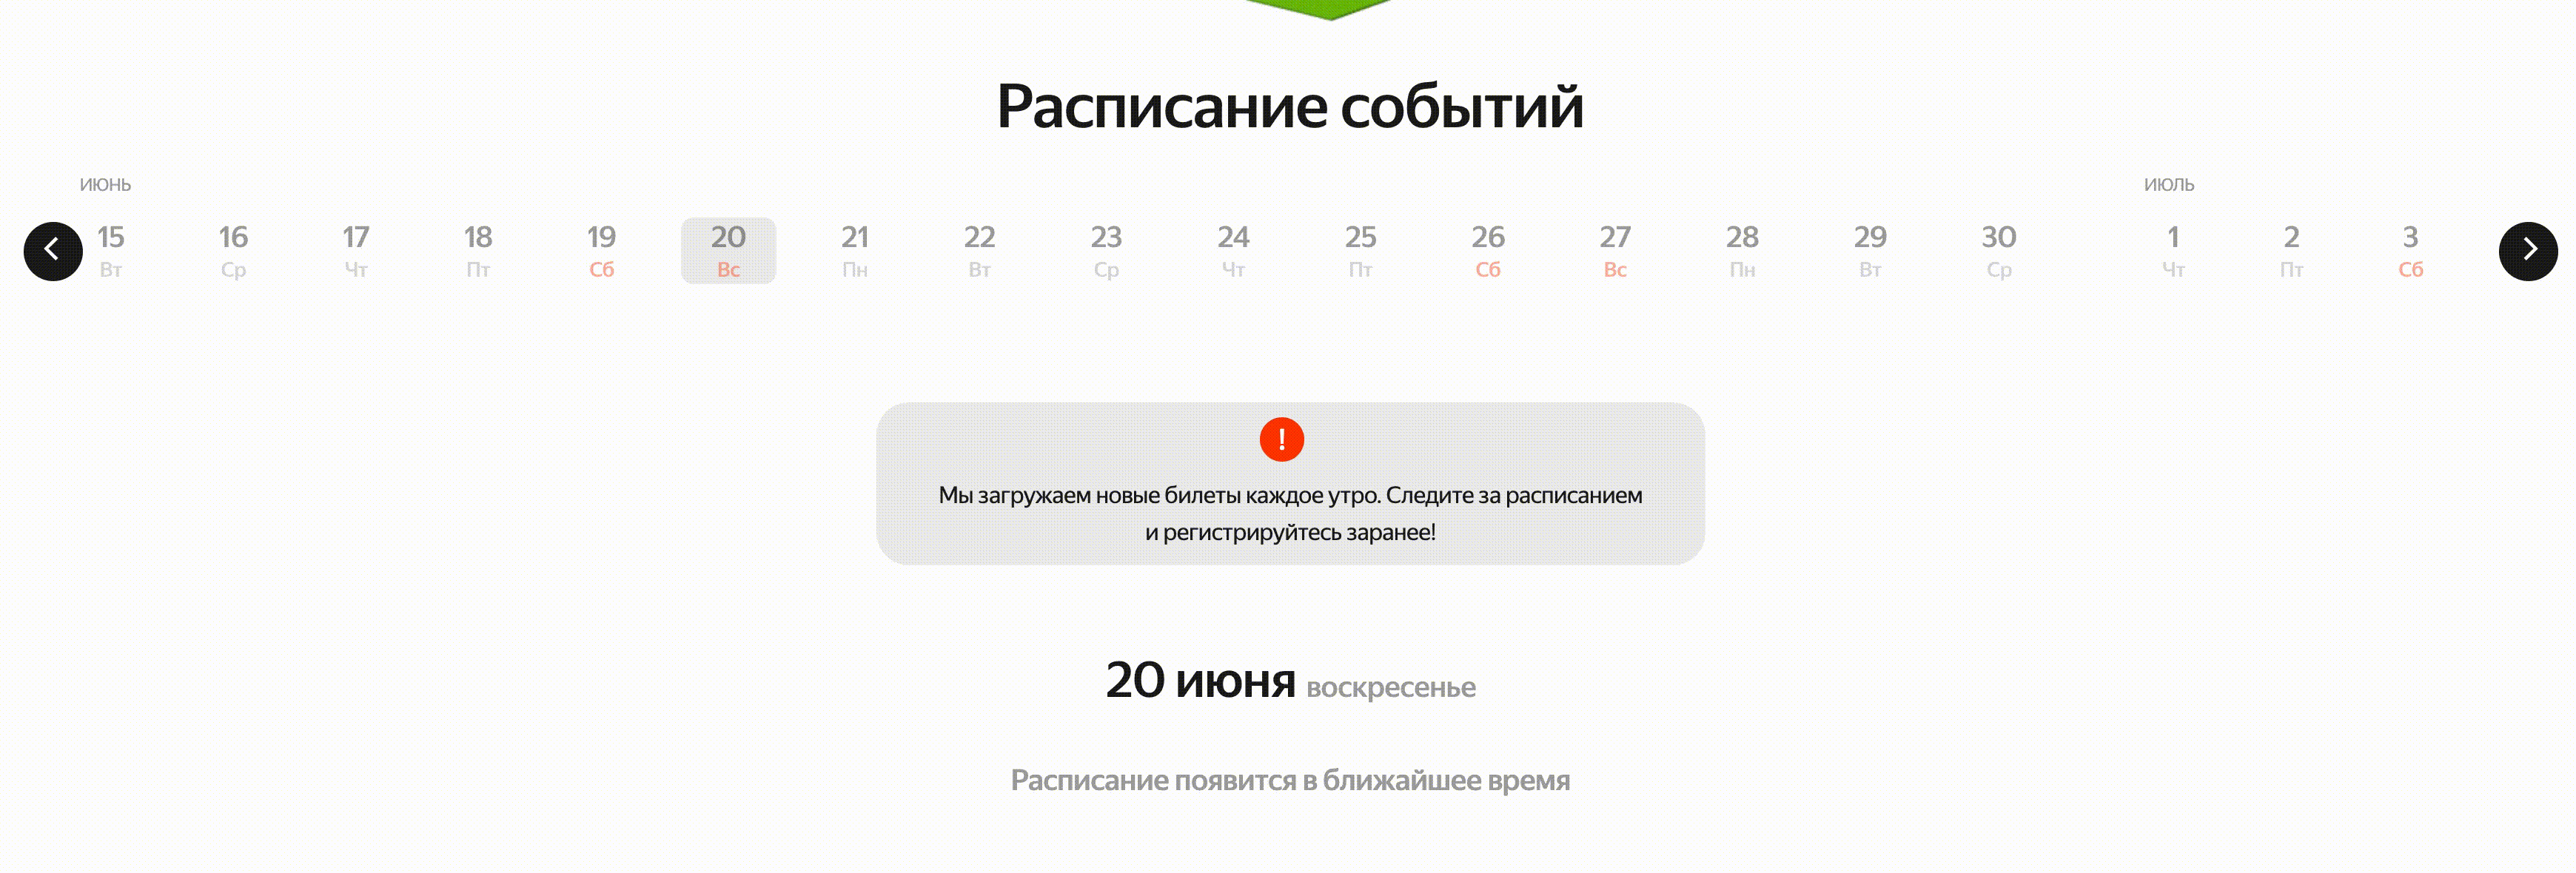 Расписание событий
ИЮНЬ ИЮЛЬ
15 16 17 18 19 20 21 22 23 24 25 26 27 28 29 30 1 2 3
Вт Ср Чт Пт Сб Вс Пн Вт Ср Чт Пт Сб Вс Пн Вт Ср Чт Пт Сб
!
Мы загружаем новые билеты каждое утро. Следите за расписанием
и регистрируйтесь заранее!
20 июня воскресенье
Расписание появится в ближайшее время